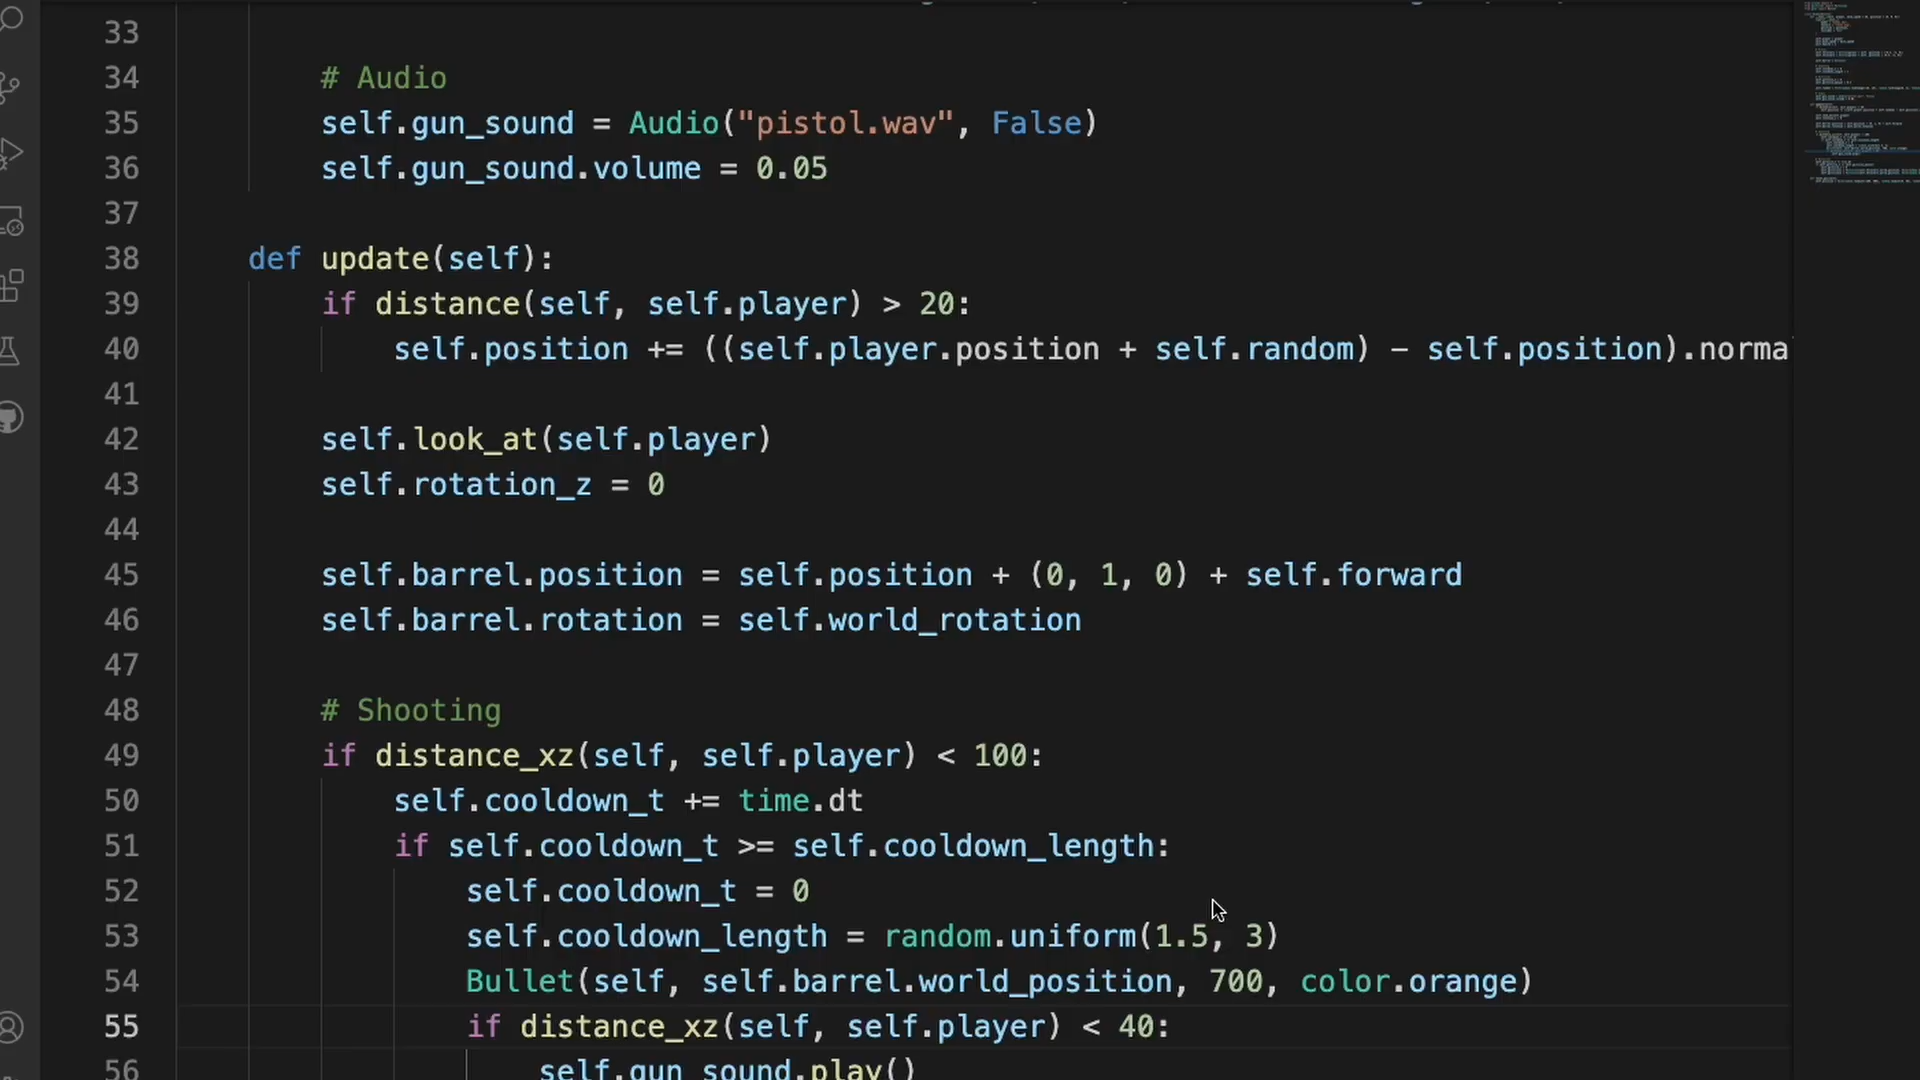 33
34 # Audio
35 self.gun_sound = Audio("pistol.wav", False)
36 self.gun_sound.volume = 0.05
37
38 def update(self):
39 if distance(self, self.player) > 20:
40 self.position += ((self.player.position + self.random) - self.position).norma
41
42 self.look_at(self.player)
43 self.rotation_z = 0
44
45 self.barrel.position = self.position + (0, 1, 0) + self.forward
46 self.barrel.rotation = self.world_rotation
47
48 # Shooting
49 if distance_xz(self, self.player) < 100:
50 self.cooldown_t += time.dt
51 if self.cooldown_t >= self.cooldown_length:
52 self.cooldown_t = 0
53 self.cooldown_length = random.uniform(1.5, 3)
54 Bullet(self, self.barrel.world_position, 700, color.orange)
55 if distance_xz(self, self.player) < 40:
56 self.gun_sound.play()